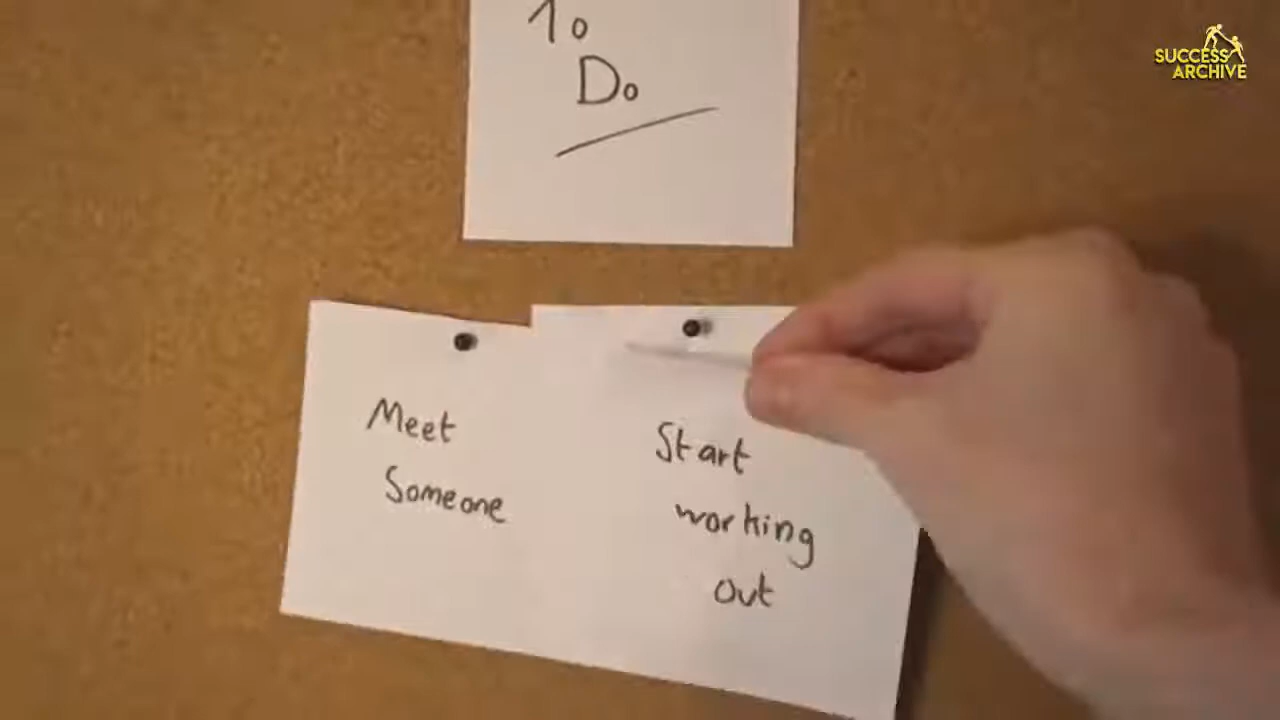 To
Do
Meet
Someone
Start
working
out
SUCCESS
ARCHIVE